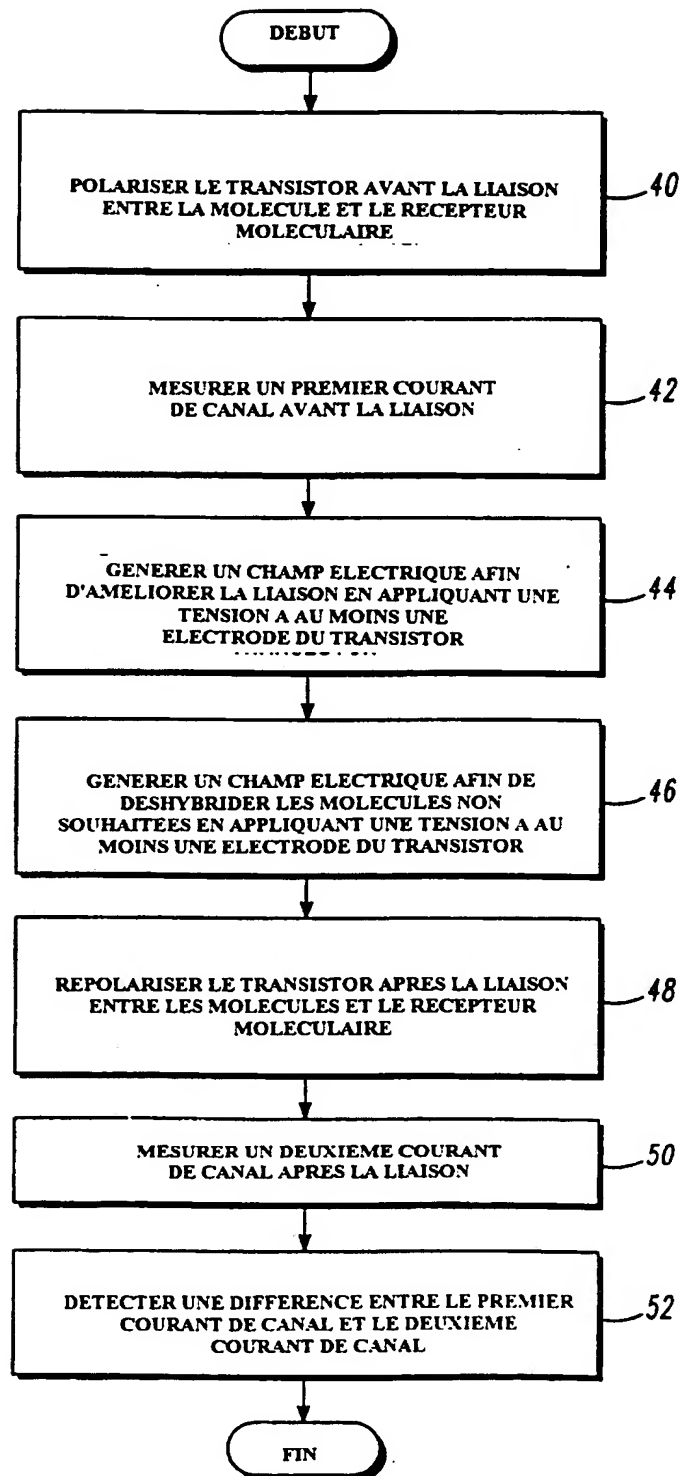 DEBUT
POLARISER LE TRANSISTOR AVANT LA LIAISON
ENTRE LA MOLECULE ET LE RECEPTEUR
MOLECULAIRE
40
MESURER UN PREMIER COURANT
DE CANAL AVANT LA LIAISON
42
GENERER UN CHAMP ELECTRIQUE AFIN
D'AMELIORER LA LIAISON EN APPLIQUANT UNE
TENSION A AU MOINS UNE
ELECTRODE DU TRANSISTOR
44
GENERER UN CHAMP ELECTRIQUE AFIN DE
DESHYBRIDER LES MOLECULES NON
SOUHAITEES EN APPLIQUANT UNE TENSION A AU
MOINS UNE ELECTRODE DU TRANSISTOR
46
REPOLARISER LE TRANSISTOR APRES LA LIAISON
ENTRE LES MOLECULES ET LE RECEPTEUR
MOLECULAIRE
48
MESURER UN DEUXIEME COURANT
DE CANAL APRES LA LIAISON
50
DETECTER UNE DIFFERENCE ENTRE LE PREMIER
COURANT DE CANAL ET LE DEUXIEME
COURANT DE CANAL
52
FIN